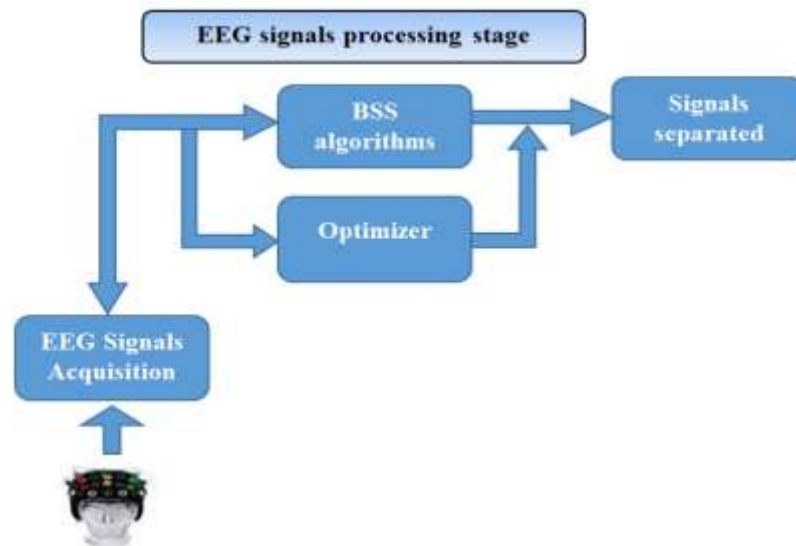 EEG signals processing stage
BSS
algorithms
Signals
separated
Optimizer
EEG Signals
Acquisition